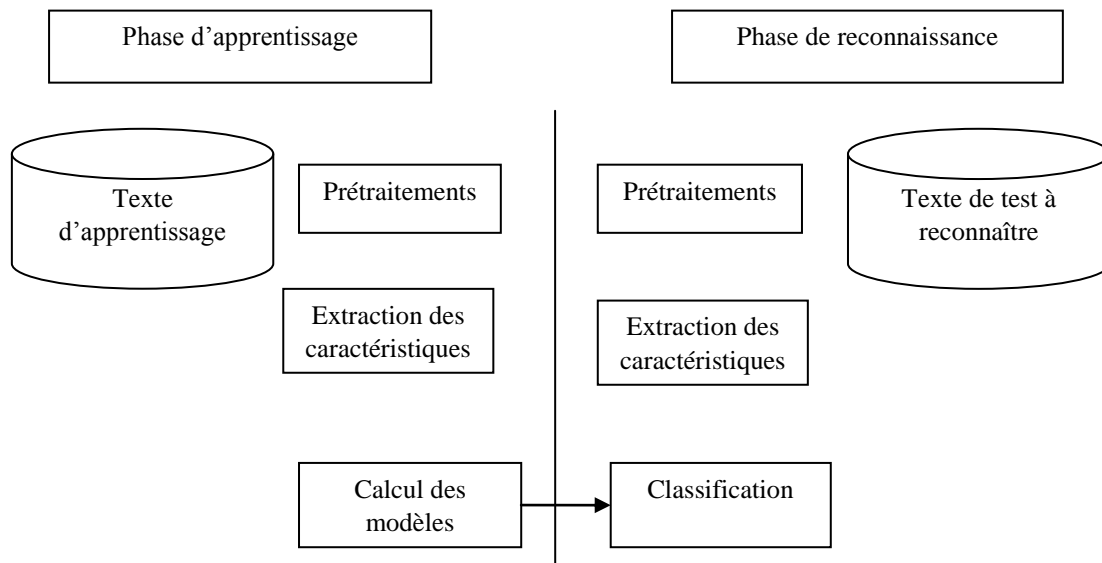 Phase d’apprentissage
Phase de reconnaissance
Texte
d’apprentissage
Prétraitements
Prétraitements
Texte de test à
reconnaître
Extraction des
caractéristiques
Extraction des
caractéristiques
Calcul des
modèles
Classification